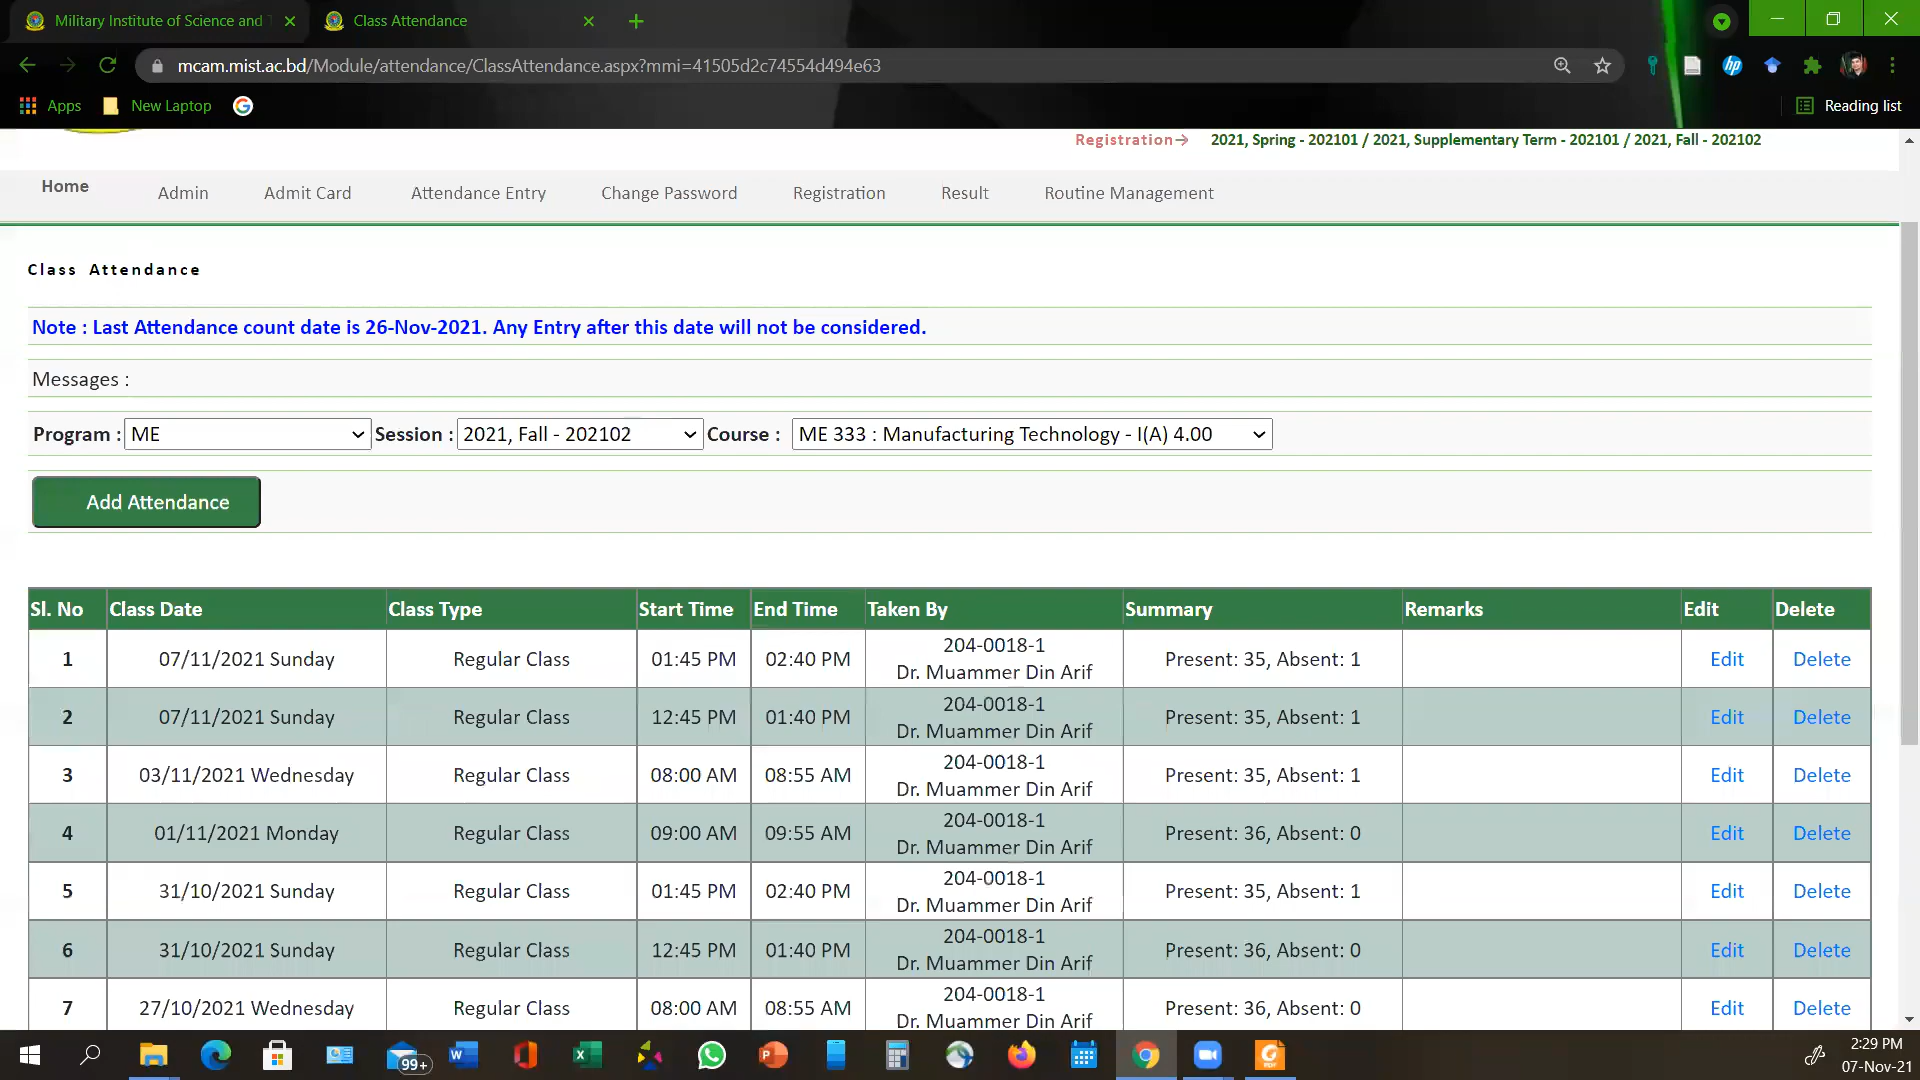 Military Institute of Science and T
Class Attendance
mcam.mist.ac.bd/Module/attendance/ClassAttendance.aspx?mmi=41505d2c74554d494e63
Apps
New Laptop
Reading list
Registration→ 2021, Spring - 202101 / 2021, Supplementary Term - 202101 / 2021, Fall - 202102
Home Admin Admit Card Attendance Entry Change Password Registration Result Routine Management
Class Attendance
Note : Last Attendance count date is 26-Nov-2021. Any Entry after this date will not be considered.
Messages :
Program : ME Session : 2021, Fall - 202102 Course : ME 333 : Manufacturing Technology - I(A) 4.00
Add Attendance
Sl. No Class Date Class Type Start Time End Time Taken By Summary Remarks Edit Delete
1 07/11/2021 Sunday Regular Class 01:45 PM 02:40 PM 204-0018-1 Dr. Muammer Din Arif Present: 35, Absent: 1 Edit Delete
2 07/11/2021 Sunday Regular Class 12:45 PM 01:40 PM 204-0018-1 Dr. Muammer Din Arif Present: 35, Absent: 1 Edit Delete
3 03/11/2021 Wednesday Regular Class 08:00 AM 08:55 AM 204-0018-1 Dr. Muammer Din Arif Present: 35, Absent: 1 Edit Delete
4 01/11/2021 Monday Regular Class 09:00 AM 09:55 AM 204-0018-1 Dr. Muammer Din Arif Present: 36, Absent: 0 Edit Delete
5 31/10/2021 Sunday Regular Class 01:45 PM 02:40 PM 204-0018-1 Dr. Muammer Din Arif Present: 35, Absent: 1 Edit Delete
6 31/10/2021 Sunday Regular Class 12:45 PM 01:40 PM 204-0018-1 Dr. Muammer Din Arif Present: 36, Absent: 0 Edit Delete
7 27/10/2021 Wednesday Regular Class 08:00 AM 08:55 AM 204-0018-1 Dr. Muammer Din Arif Present: 36, Absent: 0 Edit Delete
99+
2:29 PM
07-Nov-21